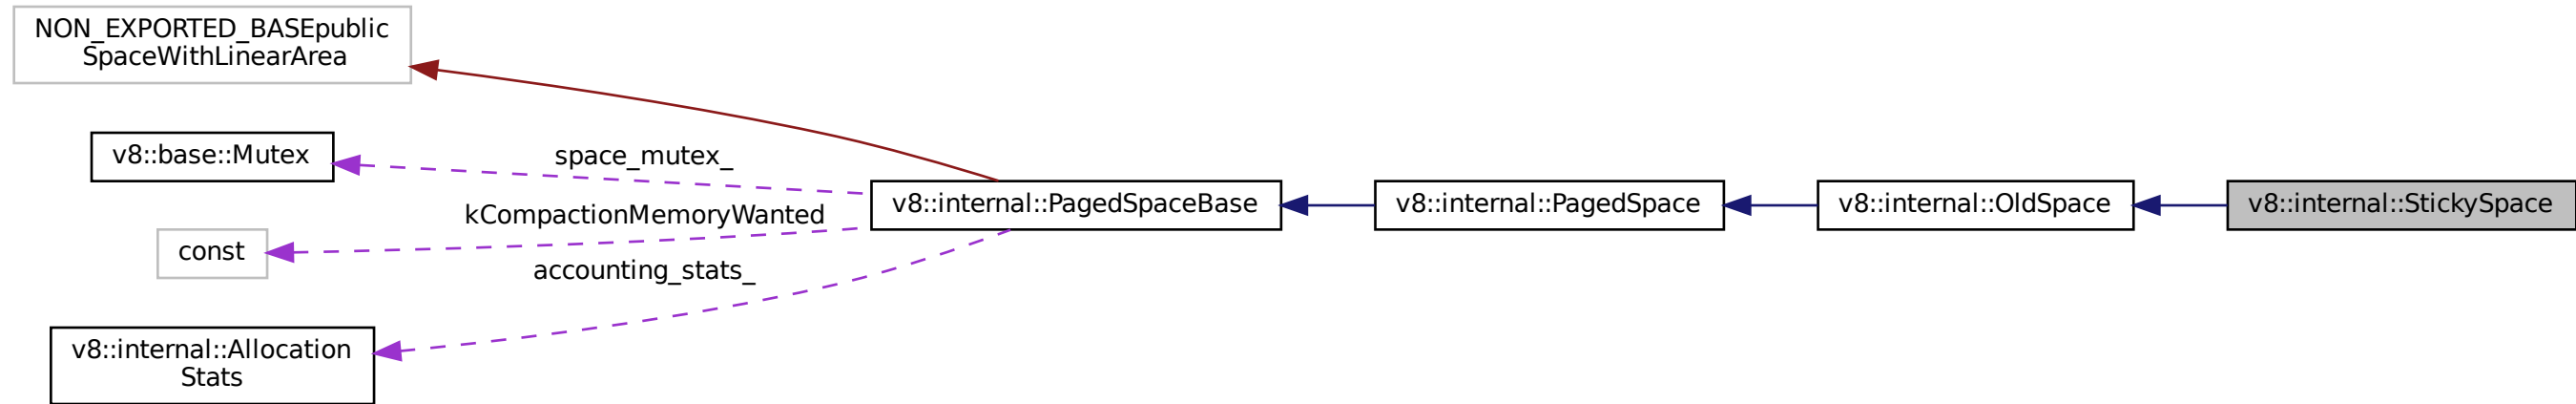 NON_EXPORTED_BASEpublic
SpaceWithLinearArea
v8::base::Mutex
space_mutex_
kCompactionMemoryWanted
const
accounting_stats_
v8::internal::Allocation
Stats
v8::internal::PagedSpaceBase
v8::internal::PagedSpace
v8::internal::OldSpace
v8::internal::StickySpace